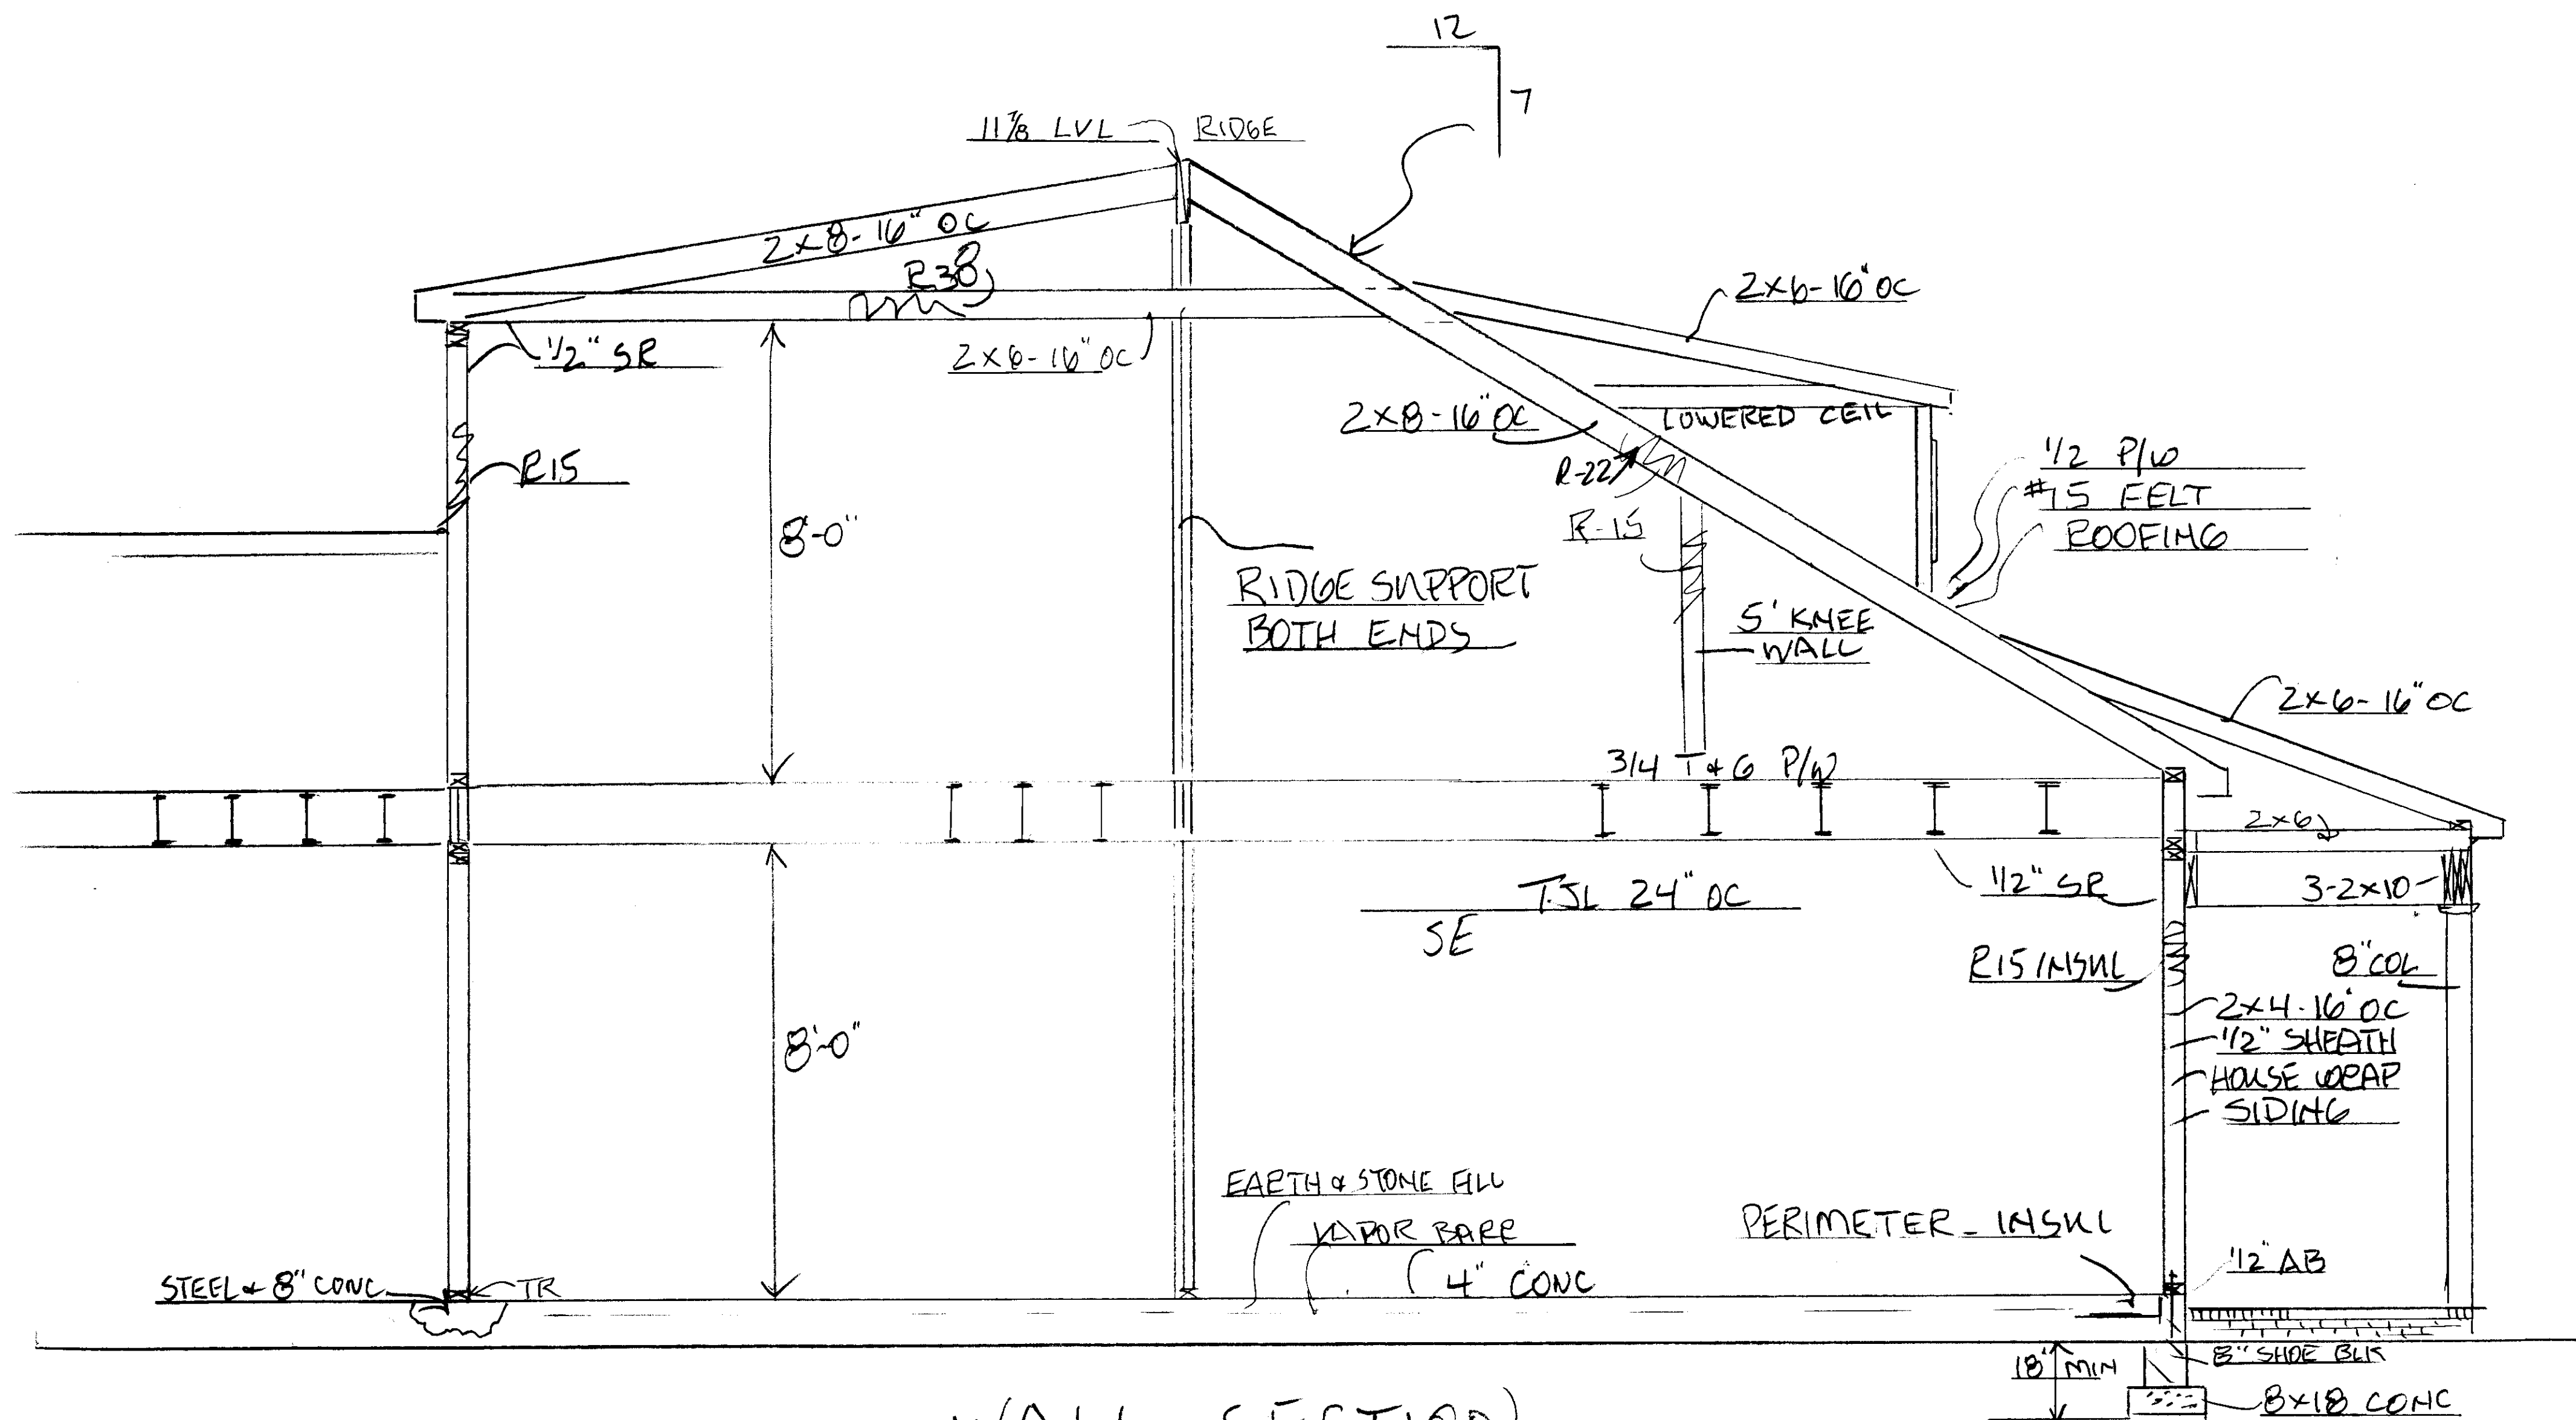 12
7
11 7/8 LVL
RIDGE
2x8-16" OC
R38
2x6-16" OC
1/2" SR
2x6-16" OC
2x8-16" OC
LOWERED CEIL
R-22
1/2 P/W
#15 FELT
ROOFING
R15
8'-0"
R-15
RIDGE SUPPORT
BOTH ENDS
5' KNEE
WALL
2x6-16" OC
3/4 T & G P/W
2x6
TJL 24" OC
SE
1/2" SR
3-2x10
R15 INSUL
8" COL
2x4-16" OC
1/2" SHEATH
HOUSE WRAP
SIDING
8'-0"
EARTH & STONE FILL
VAPOR BARR
4" CONC
PERIMETER - INSUL
1/2" AB
STEEL & 8" CONC
TR
18" MIN
8" SHOE BLK
8x18 CONC
WALL SECTION